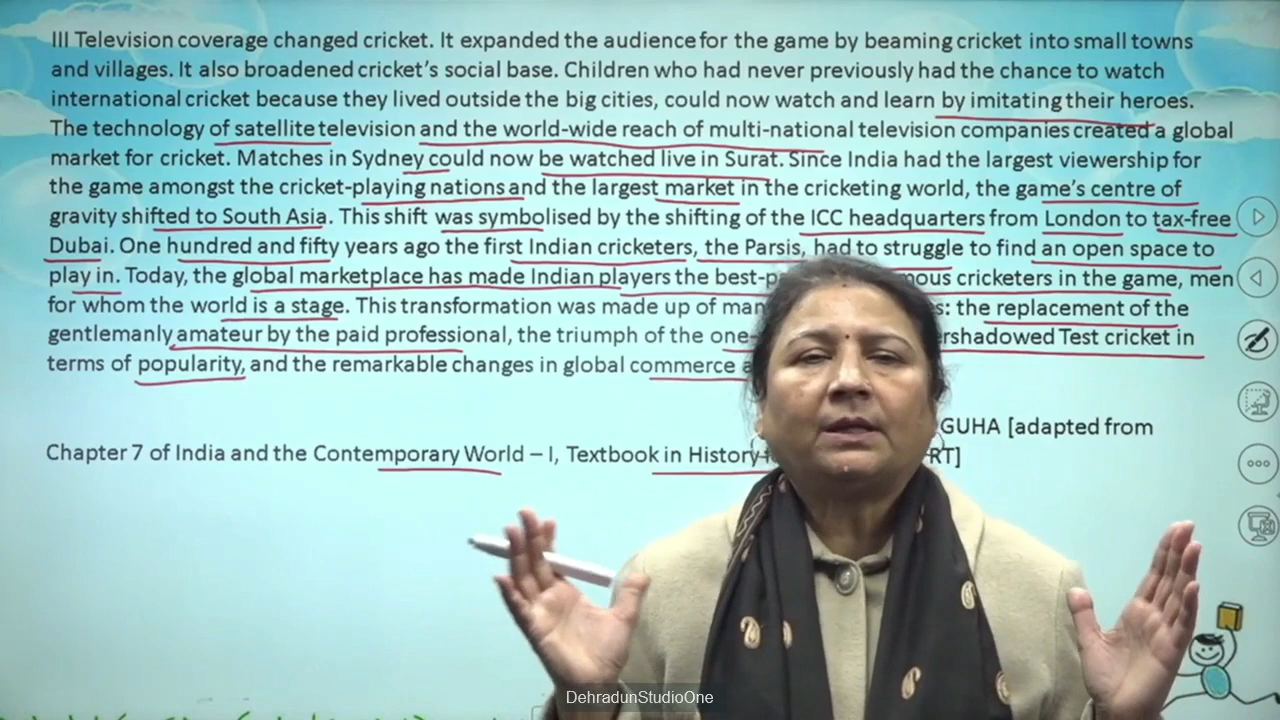 III Television coverage changed cricket. It expanded the audience for the game by beaming cricket into small towns
and villages. It also broadened cricket's social base. Children who had never previously had the chance to watch
international cricket because they lived outside the big cities, could now watch and learn by imitating their heroes.
The technology of satellite television and the world-wide reach of multi-national television companies created a global
market for cricket. Matches in Sydney could now be watched live in Surat. Since India had the largest viewership for
the game amongst the cricket-playing nations and the largest market in the cricketing world, the game's centre of
gravity shifted to South Asia. This shift was symbolised by the shifting of the ICC headquarters from London to tax-free
Dubai. One hundred and fifty years ago the first Indian cricketers, the Parsis, had to struggle to find an open space to
play in. Today, the global marketplace has made Indian players the best-p mous cricketers in the game, men
for whom the world is a stage. This transformation was made up of man s: the replacement of the
gentlemanly amateur by the paid professional, the triumph of the one- ershadowed Test cricket in
terms of popularity, and the remarkable changes in global commerce a
GUHA [adapted from
Chapter 7 of India and the Contemporary World – I, Textbook in History RT]
DehradunStudioOne